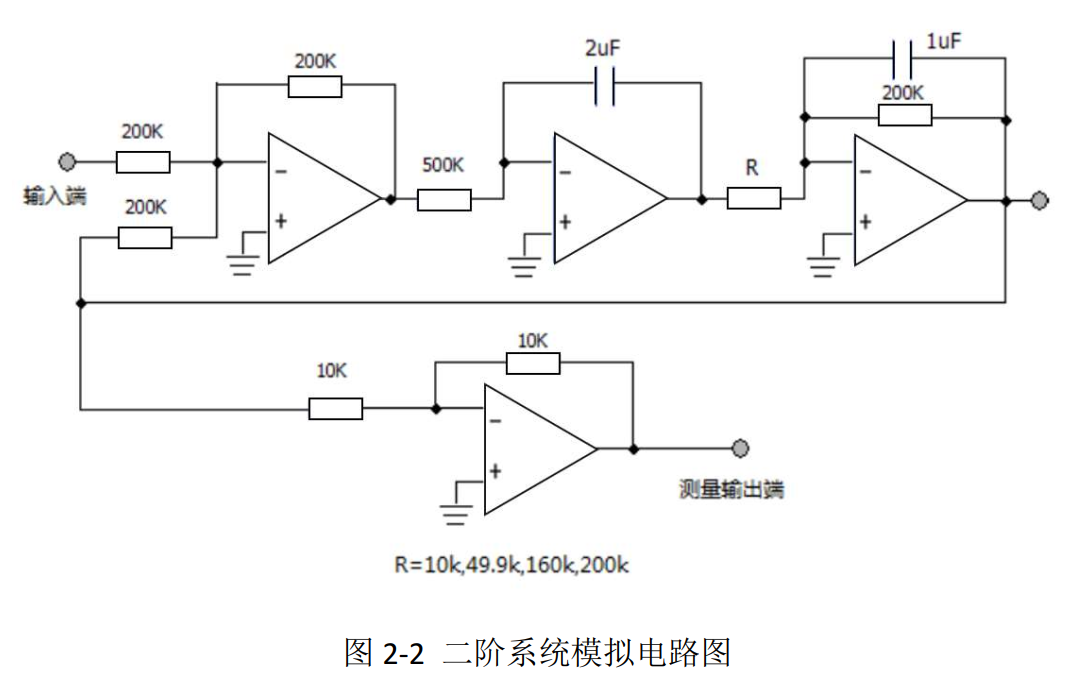 2uF
1uF
200K
200K
200K
500K
R
输入端
200K
− + − + − +
10K
10K
− +
测量输出端
R=10k,49.9k,160k,200k
图 2-2 二阶系统模拟电路图